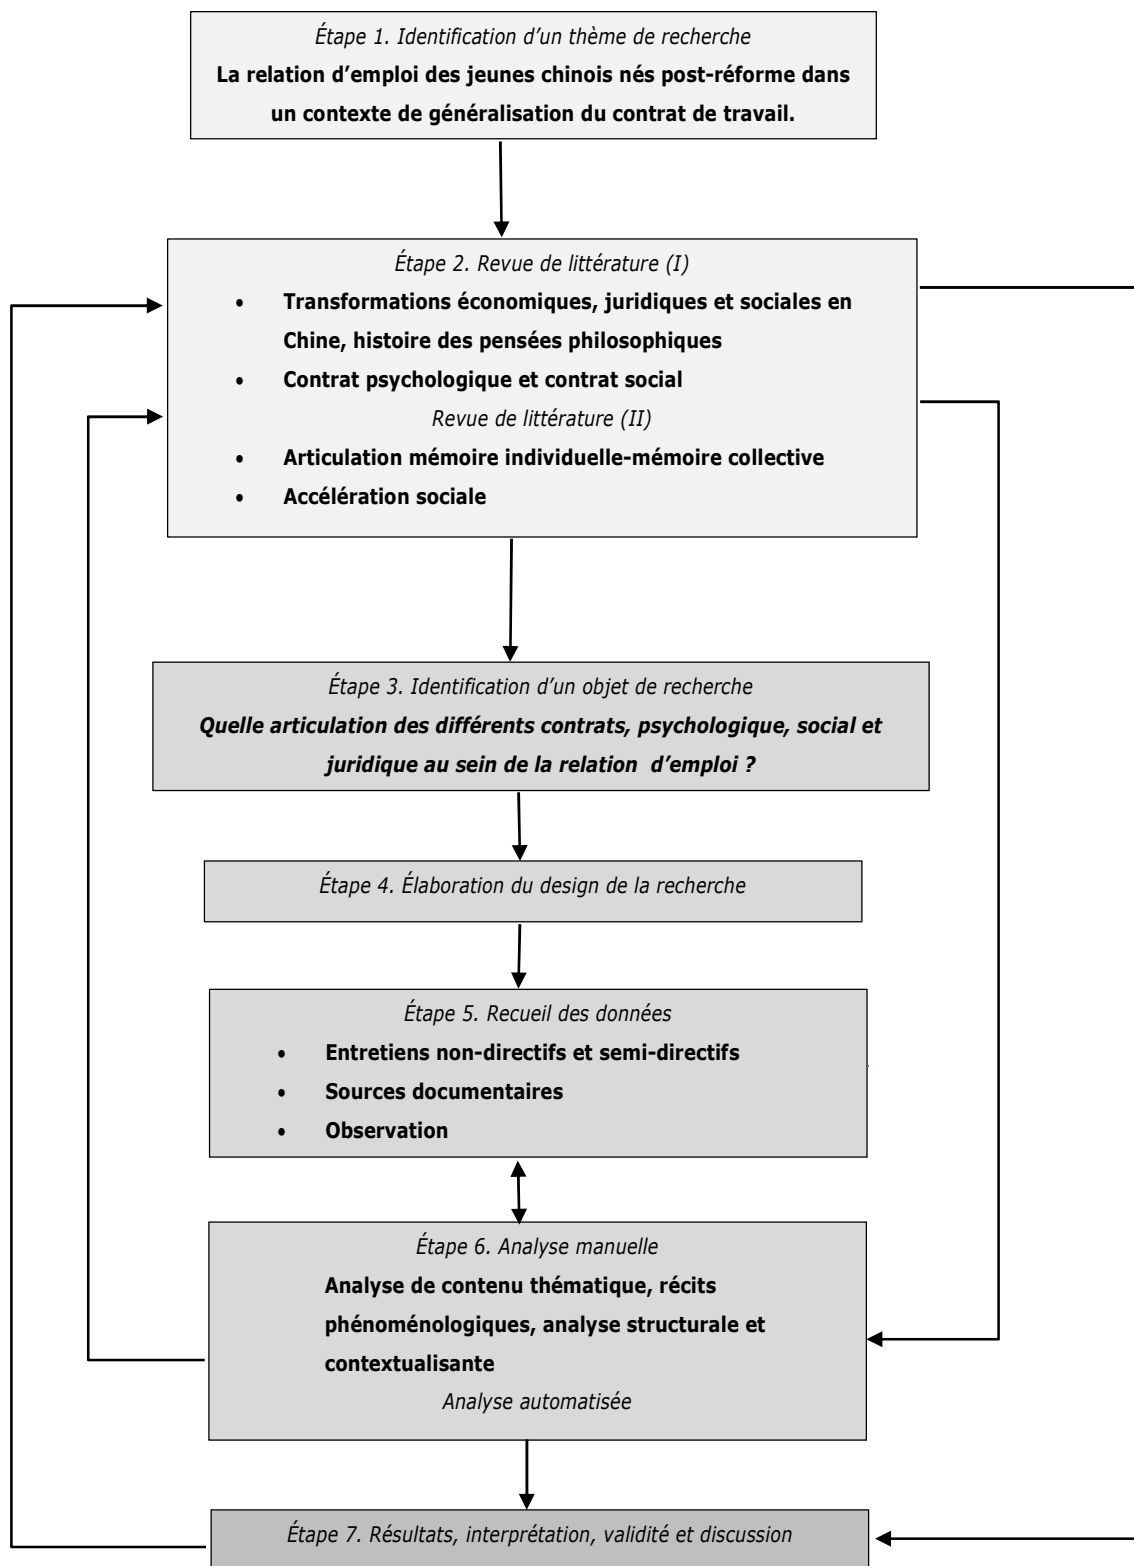 Étape 1. Identification d’un thème de recherche
La relation d’emploi des jeunes chinois nés post-réforme dans
un contexte de généralisation du contrat de travail.
Étape 2. Revue de littérature (I)
• Transformations économiques, juridiques et sociales en
Chine, histoire des pensées philosophiques
• Contrat psychologique et contrat social
Revue de littérature (II)
• Articulation mémoire individuelle-mémoire collective
• Accélération sociale
Étape 3. Identification d’un objet de recherche
Quelle articulation des différents contrats, psychologique, social et
juridique au sein de la relation d’emploi ?
Étape 4. Élaboration du design de la recherche
Étape 5. Recueil des données
• Entretiens non-directifs et semi-directifs
• Sources documentaires
• Observation
Étape 6. Analyse manuelle
Analyse de contenu thématique, récits
phénoménologiques, analyse structurale et
contextualisante
Analyse automatisée
Étape 7. Résultats, interprétation, validité et discussion